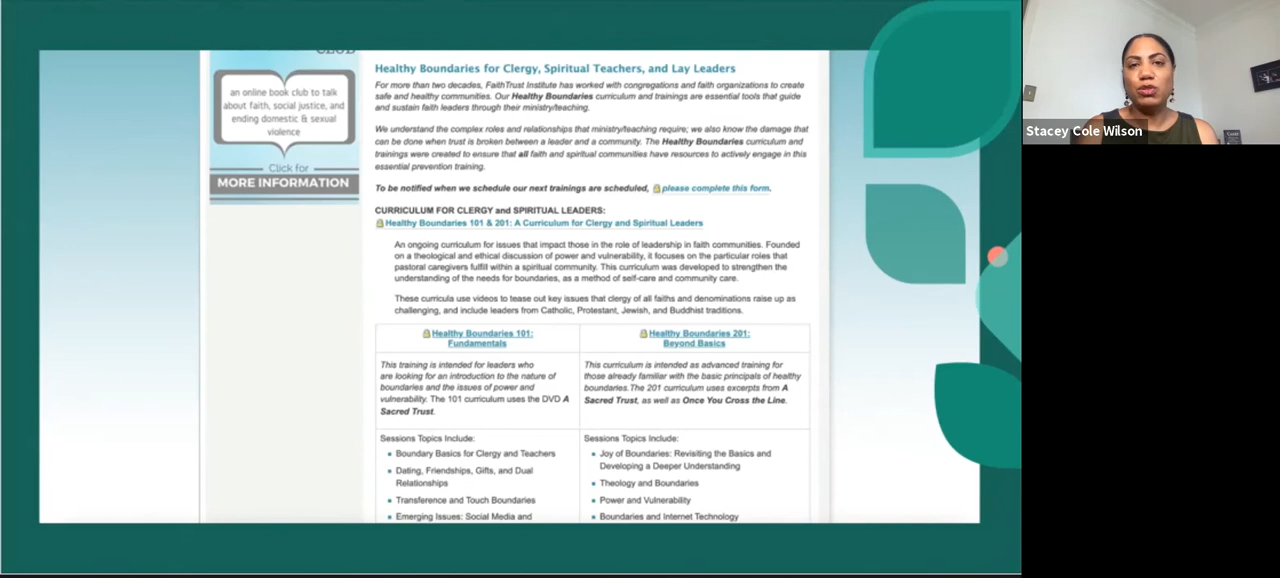 an online book club to talk
about faith, social justice, and
ending domestic & sexual
violence
Click for
MORE INFORMATION
Healthy Boundaries for Clergy, Spiritual Teachers, and Lay Leaders
For more than two decades, FaithTrust Institute has worked with congregations and faith organizations to create
safe and healthy communities. Our Healthy Boundaries curriculum and trainings are essential tools that guide
and sustain faith leaders through their ministry/teaching.
We understand the complex roles and relationships that ministry/teaching require; we also know the damage that
can be done when trust is broken between a leader and a community. The Healthy Boundaries curriculum and
trainings were created to ensure that all faith and spiritual communities have resources to actively engage in this
essential prevention training.
To be notified when we schedule our next trainings are scheduled, please complete this form.
CURRICULUM FOR CLERGY and SPIRITUAL LEADERS:
Healthy Boundaries 101 & 201: A Curriculum for Clergy and Spiritual Leaders
An ongoing curriculum for issues that impact those in the role of leadership in faith communities. Founded
on a theological and ethical discussion of power and vulnerability, it focuses on the particular roles that
pastoral caregivers fulfill within a spiritual community. This curriculum was developed to strengthen the
understanding of the needs for boundaries, as a method of self-care and community care.
These curricula use videos to tease out key issues that clergy of all faiths and denominations raise up as
challenging, and include leaders from Catholic, Protestant, Jewish, and Buddhist traditions.
Healthy Boundaries 101:
Fundamentals
This training is intended for leaders who
are looking for an introduction to the nature of
boundaries and the issues of power and
vulnerability. The 101 curriculum uses the DVD A
Sacred Trust.
Sessions Topics Include:
Boundary Basics for Clergy and Teachers
Dating, Friendships, Gifts, and Dual
Relationships
Transference and Touch Boundaries
Emerging Issues: Social Media and
Healthy Boundaries 201:
Beyond Basics
This curriculum is intended as advanced training for
those already familiar with the basic principals of healthy
boundaries. The 201 curriculum uses excerpts from A
Sacred Trust, as well as Once You Cross the Line.
Sessions Topics Include:
Joy of Boundaries: Revisiting the Basics and
Developing a Deeper Understanding
Theology and Boundaries
Power and Vulnerability
Boundaries and Internet Technology
Stacey Cole Wilson